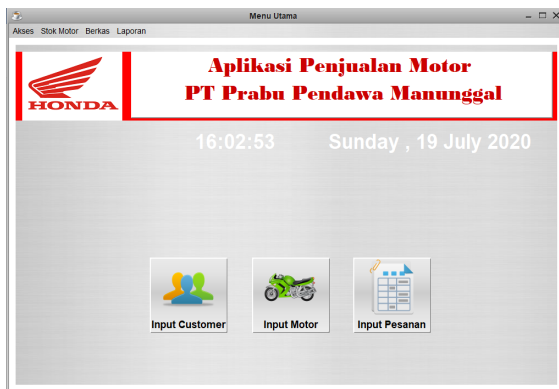 Menu Utama
Akses Stok Motor Berkas Laporan
HONDA
Aplikasi Penjualan Motor
PT Prabu Pendawa Manunggal
16:02:53 Sunday , 19 July 2020
Input Customer Input Motor Input Pesanan